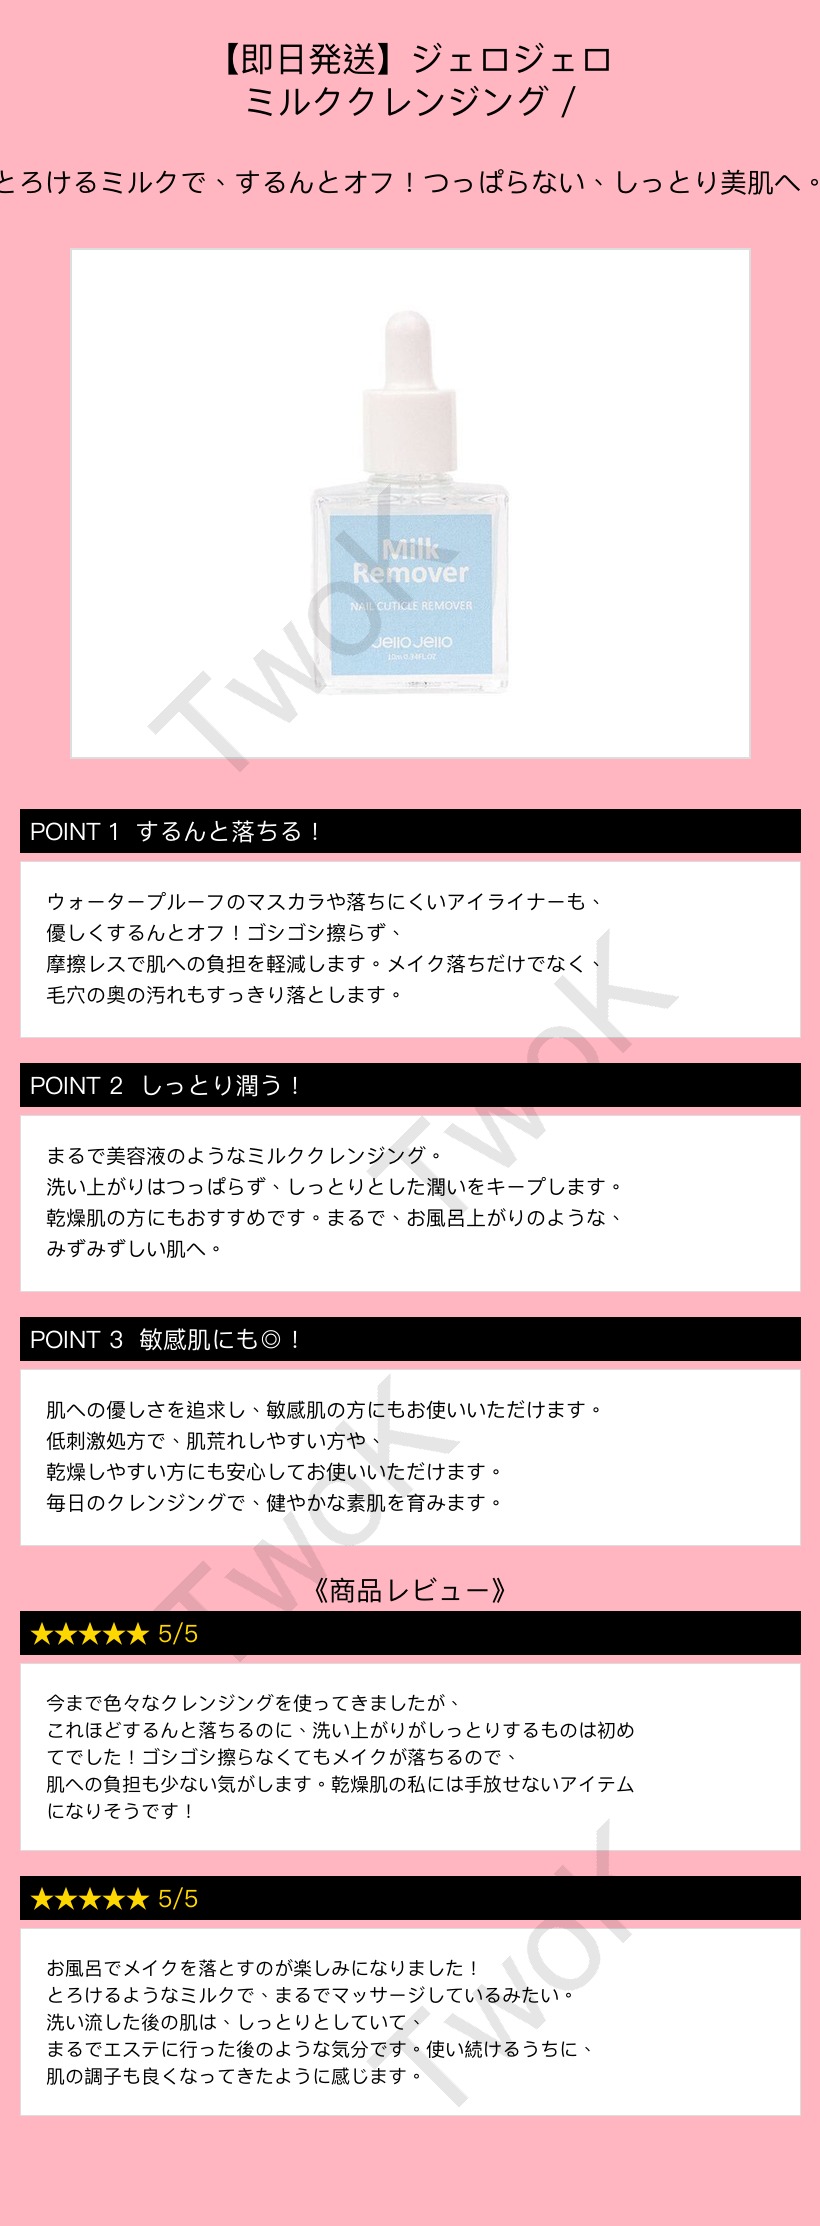 【即日発送】ジェロジェロ
ミルククレンジング /
とろけるミルクで、するんとオフ！つっぱらない、しっとり美肌へ。
Milk
Remover
NAIL CUTICLE REMOVER
JelloJello
10ml 0.34FL.OZ
TwoK
POINT 1 するんと落ちる！
ウォータープルーフのマスカラや落ちにくいアイライナーも、
優しくするんとオフ！ゴシゴシ擦らず、
摩擦レスで肌への負担を軽減します。メイク落ちだけでなく、
毛穴の奥の汚れもすっきり落とします。
TwoK
POINT 2 しっとり潤う！
まるで美容液のようなミルククレンジング。
洗い上がりはつっぱらず、しっとりとした潤いをキープします。
乾燥肌の方にもおすすめです。まるで、お風呂上がりのような、
みずみずしい肌へ。
POINT 3 敏感肌にも◎！
肌への優しさを追求し、敏感肌の方にもお使いいただけます。
低刺激処方で、肌荒れしやすい方や、
乾燥しやすい方にも安心してお使いいただけます。
毎日のクレンジングで、健やかな素肌を育みます。
TwoK
《商品レビュー》
★★★★★ 5/5
今まで色々なクレンジングを使ってきましたが、
これほどするんと落ちるのに、洗い上がりがしっとりするものは初め
てでした！ゴシゴシ擦らなくてもメイクが落ちるので、
肌への負担も少ない気がします。乾燥肌の私には手放せないアイテム
になりそうです！
★★★★★ 5/5
お風呂でメイクを落とすのが楽しみになりました！
とろけるようなミルクで、まるでマッサージしているみたい。
洗い流した後の肌は、しっとりとしていて、
まるでエステに行った後のような気分です。使い続けるうちに、
肌の調子も良くなってきたように感じます。
TwoK